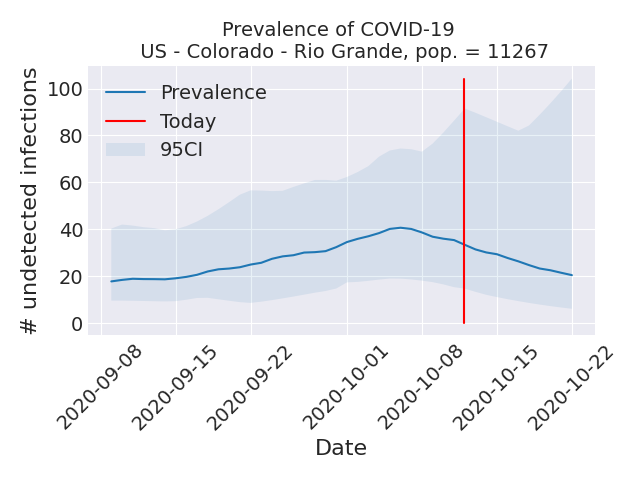 Prevalence of COVID-19
US - Colorado - Rio Grande, pop. = 11267
# undetected infections
100
80
60
40
20
0
Prevalence
Today
95CI
2020-09-08
2020-09-15
2020-09-22
2020-10-01
2020-10-08
2020-10-15
2020-10-22
Date